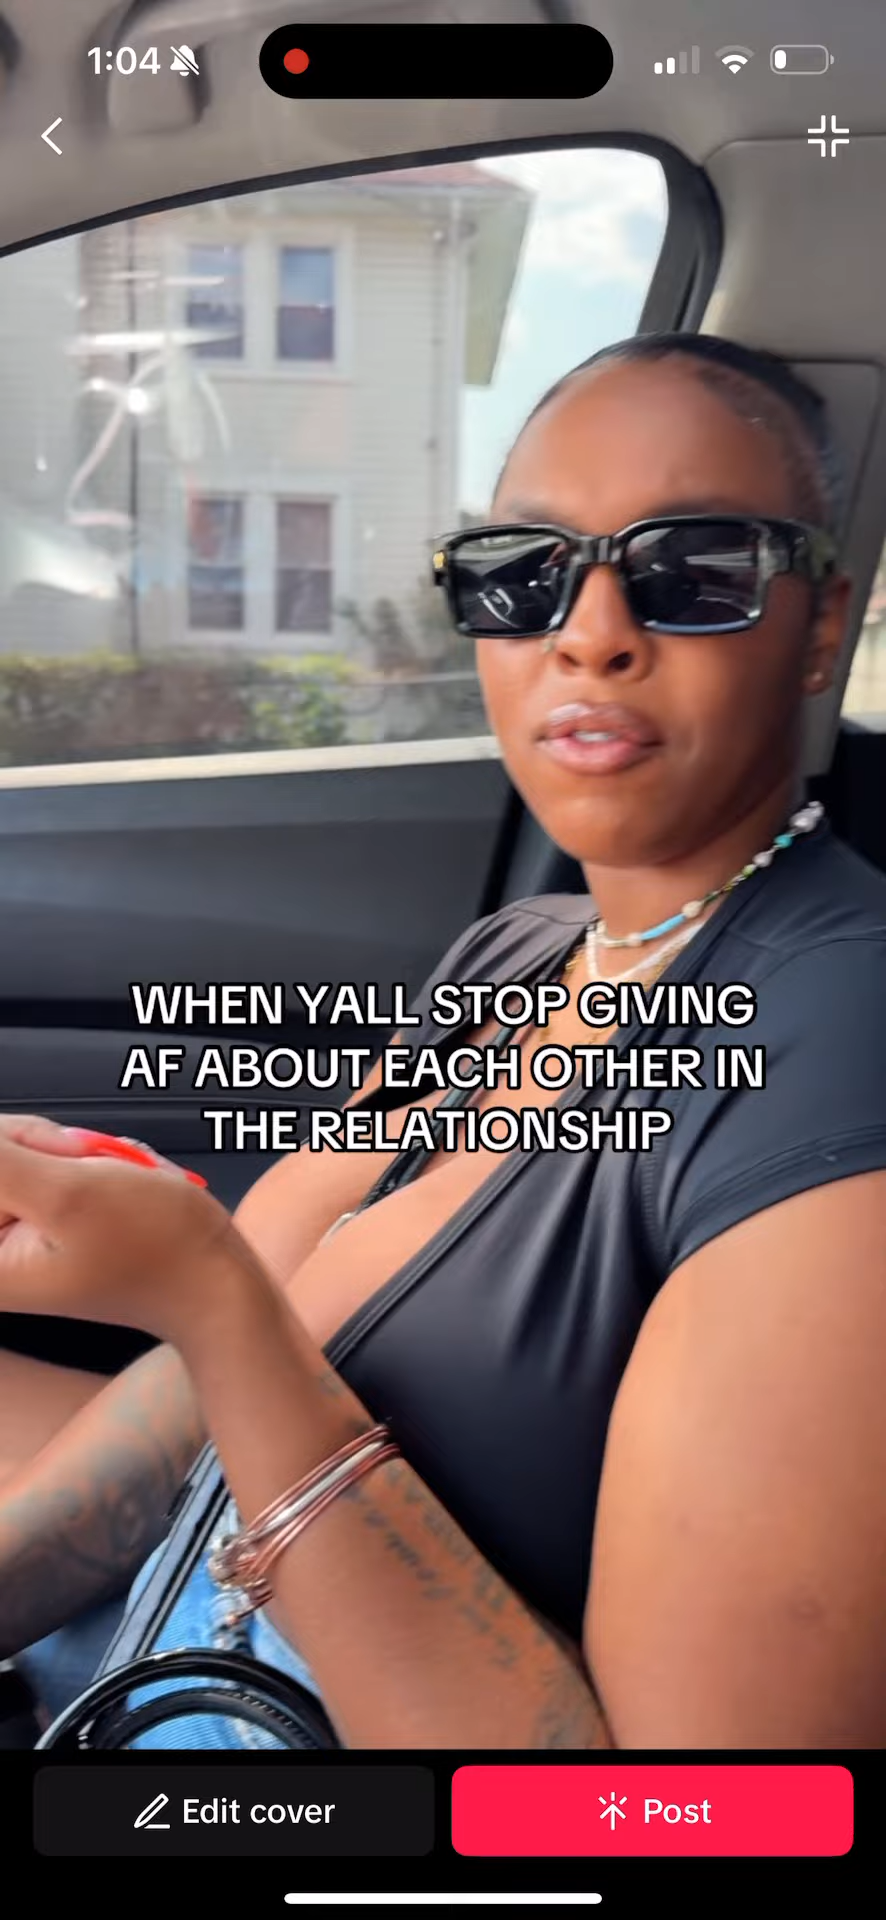 1:04
WHEN YALL STOP GIVING
AF ABOUT EACH OTHER IN
THE RELATIONSHIP
Edit cover
Post